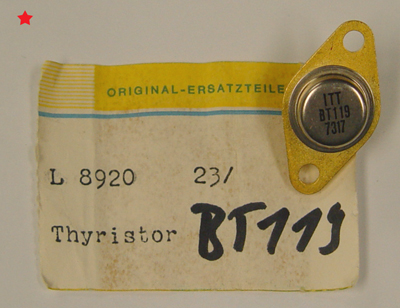 ORIGINAL-ERSATZTEILE
ITT
BT119
7317
L 8920 23/
Thyristor BT119